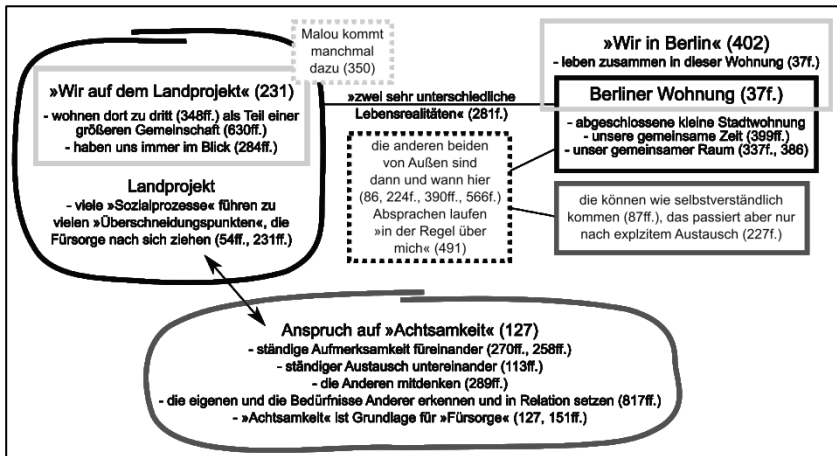 Malou kommt
manchmal
dazu (350)
»Wir auf dem Landprojekt« (231)
- wohnen dort zu dritt (348ff.) als Teil einer
größeren Gemeinschaft (630ff.)
- haben uns immer im Blick (284ff.)
Landprojekt
- viele »Sozialprozesse« führen zu
vielen »Überschneidungspunkten«, die
Fürsorge nach sich ziehen (54ff., 231ff.)
»zwei sehr unterschiedliche
Lebensrealitäten« (281f.)
»Wir in Berlin« (402)
- leben zusammen in dieser Wohnung (37f.)
Berliner Wohnung (37f.)
- abgeschlossene kleine Stadtwohnung
- unsere gemeinsame Zeit (399ff.)
- unser gemeinsamer Raum (337f., 386)
die anderen beiden
von Außen sind
dann und wann hier
(86, 224f., 390ff., 566f.)
Absprachen laufen
»in der Regel über
mich« (491)
die können wie selbstverständlich
kommen (87ff.), das passiert aber nur
nach explzitem Austausch (227f.)
Anspruch auf »Achtsamkeit« (127)
- ständige Aufmerksamkeit füreinander (270ff., 258ff.)
- ständiger Austausch untereinander (113ff.)
- die Anderen mitdenken (289ff.)
- die eigenen und die Bedürfnisse Anderer erkennen und in Relation setzen (817ff.)
- »Achtsamkeit« ist Grundlage für »Fürsorge« (127, 151ff.)